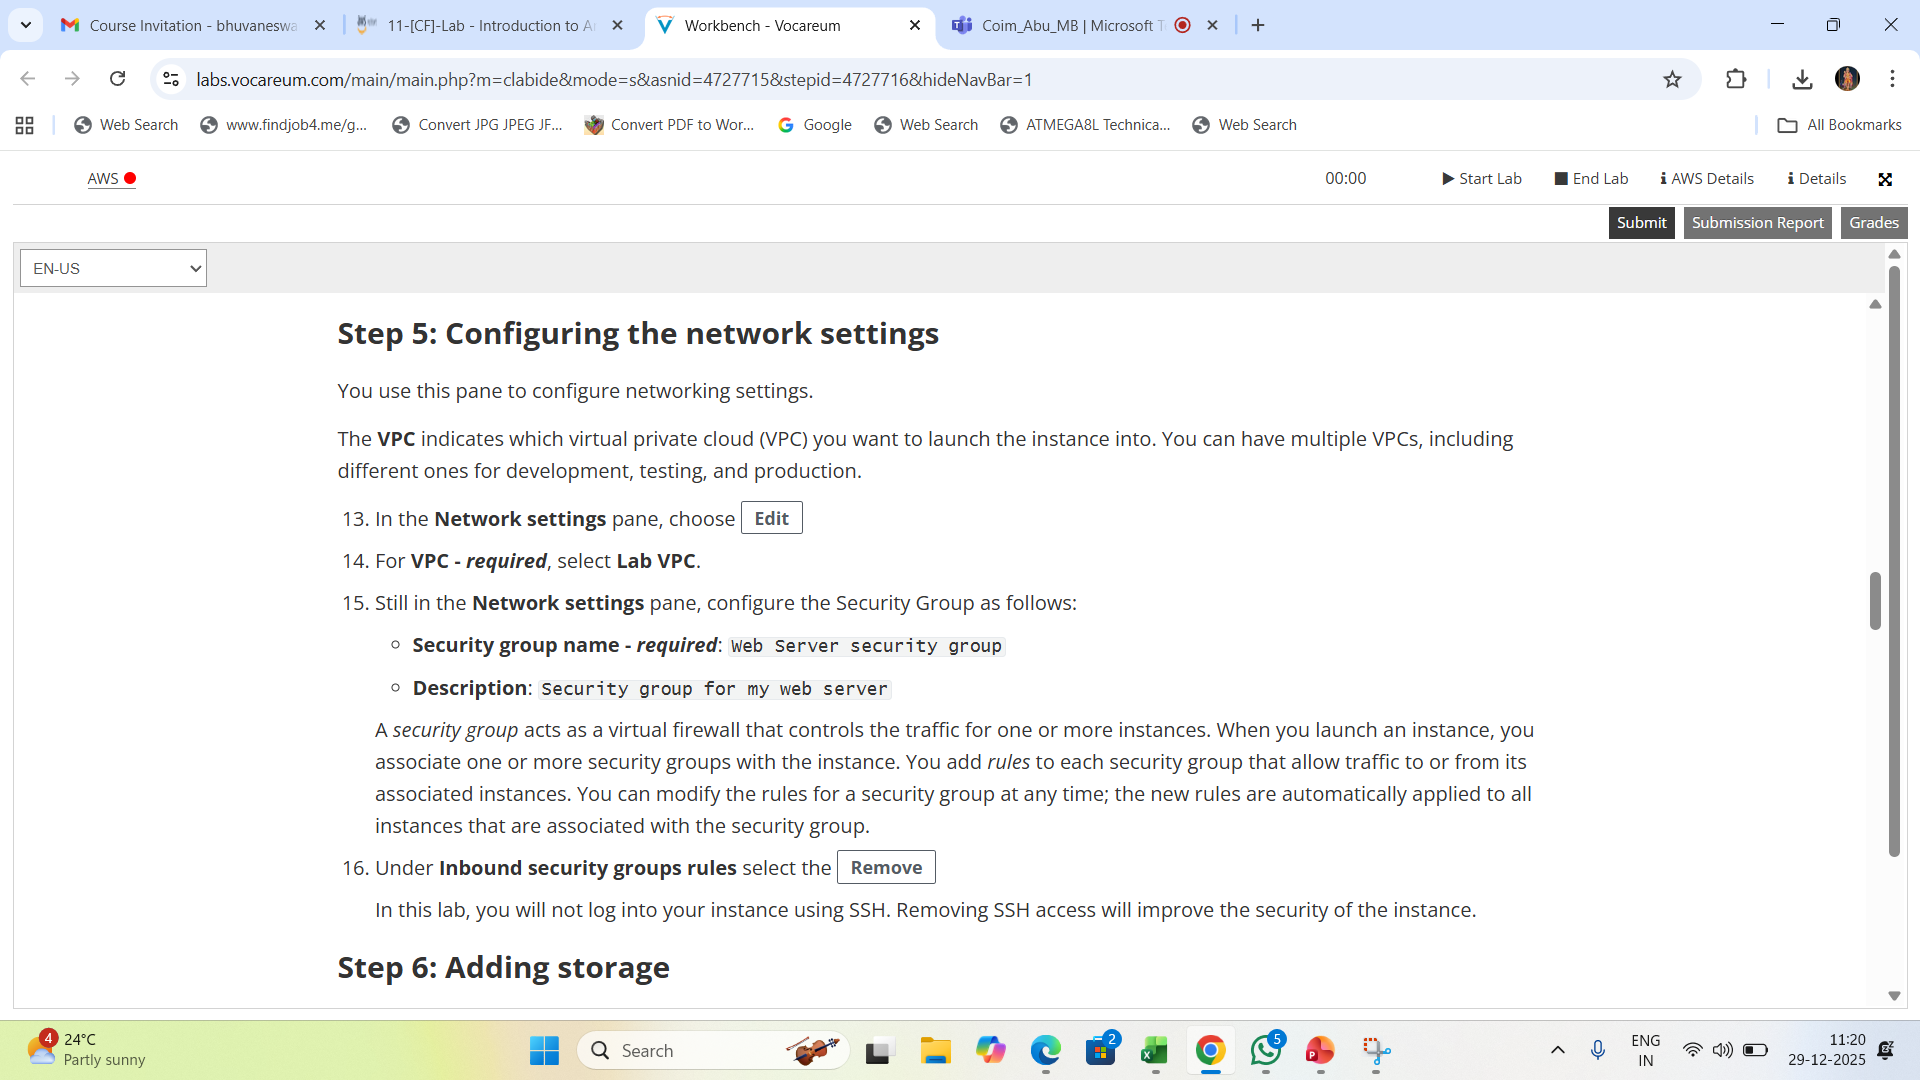 Course Invitation - bhuvaneswa
11-[CF]-Lab - Introduction to A
Workbench - Vocareum
Coim_Abu_MB | Microsoft T
labs.vocareum.com/main/main.php?m=clabide&mode=s&asnid=4727715&stepid=4727716&hideNavBar=1
Web Search
www.findjob4.me/g...
Convert JPG JPEG JF...
Convert PDF to Wor...
Google
Web Search
ATMEGA8L Technica...
Web Search
All Bookmarks
AWS
00:00
Start Lab
End Lab
AWS Details
Details
Submit
Submission Report
Grades
EN-US
Step 5: Configuring the network settings
You use this pane to configure networking settings.
The VPC indicates which virtual private cloud (VPC) you want to launch the instance into. You can have multiple VPCs, including
different ones for development, testing, and production.
13. In the Network settings pane, choose Edit
14. For VPC - required, select Lab VPC.
15. Still in the Network settings pane, configure the Security Group as follows:
Security group name - required: Web Server security group
Description: Security group for my web server
A security group acts as a virtual firewall that controls the traffic for one or more instances. When you launch an instance, you
associate one or more security groups with the instance. You add rules to each security group that allow traffic to or from its
associated instances. You can modify the rules for a security group at any time; the new rules are automatically applied to all
instances that are associated with the security group.
16. Under Inbound security groups rules select the Remove
In this lab, you will not log into your instance using SSH. Removing SSH access will improve the security of the instance.
Step 6: Adding storage
4
24°C
Partly sunny
Search
2
5
ENG
IN
11:20
29-12-2025